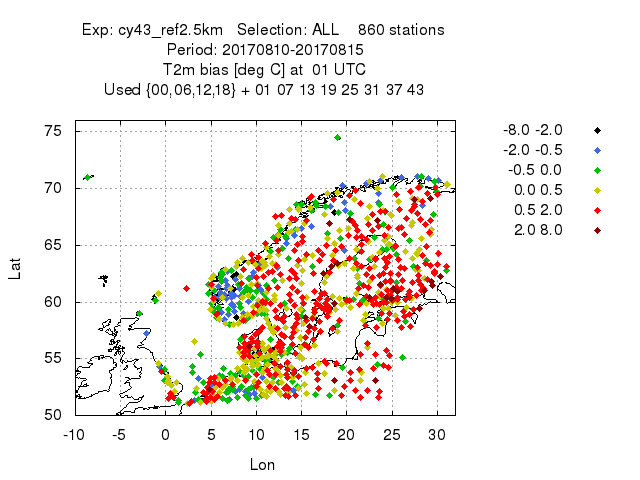 Exp: cy43_ref2.5km   Selection: ALL    860 stations
Period: 20170810-20170815
T2m bias [deg C] at  01 UTC
Used {00,06,12,18} + 01 07 13 19 25 31 37 43
-8.0 -2.0
-2.0 -0.5
-0.5 0.0
0.0 0.5
0.5 2.0
2.0 8.0
75
70
65
60
55
50
Lat
-10 -5 0 5 10 15 20 25 30
Lon